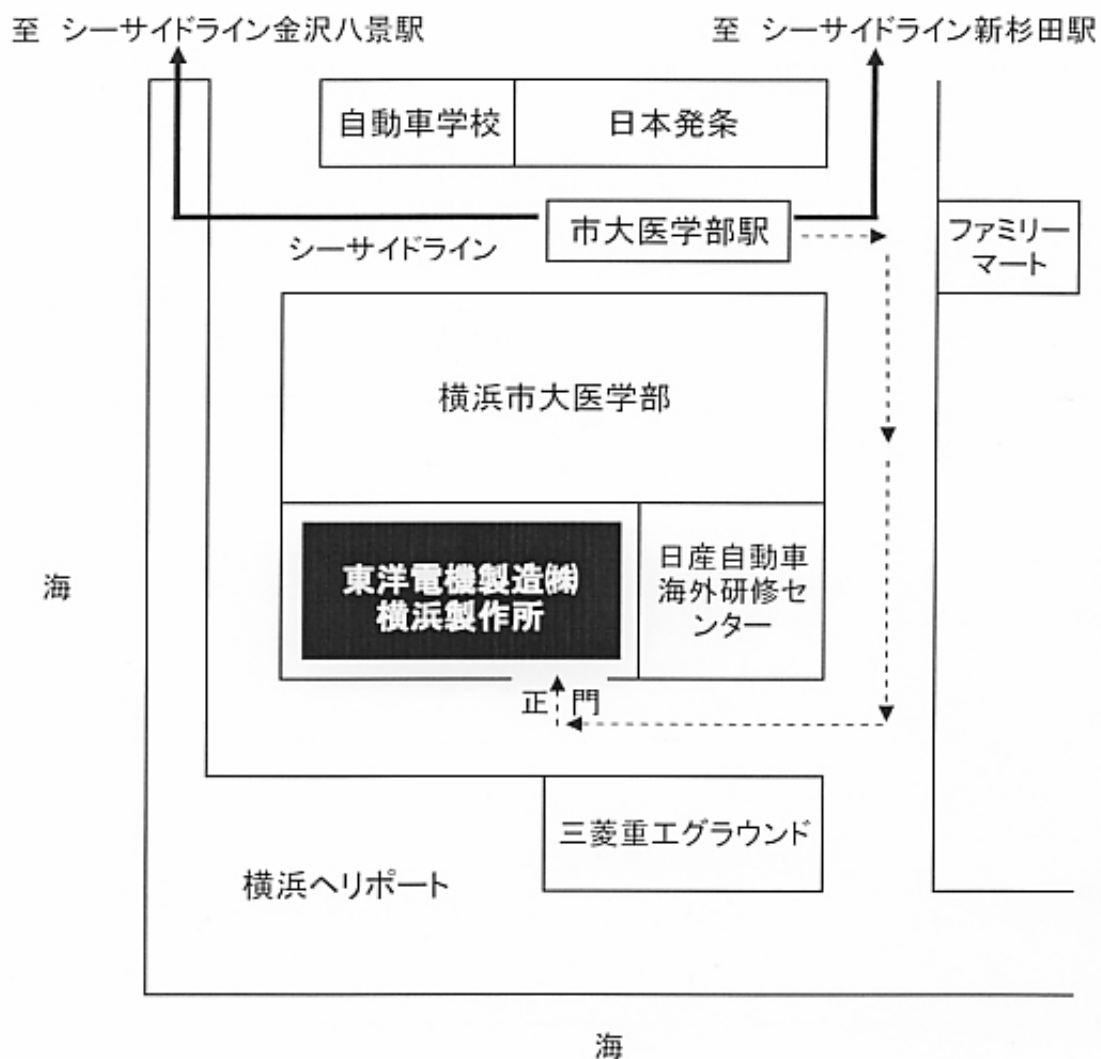 至 シーサイドライン金沢八景駅
至 シーサイドライン新杉田駅
自動車学校
日本発条
市大医学部駅
ファミリー
マート
シーサイドライン
横浜市大医学部
東洋電機製造㈱
横浜製作所
日産自動車
海外研修セ
ンター
海
正 門
三菱重工グラウンド
横浜ヘリポート
海